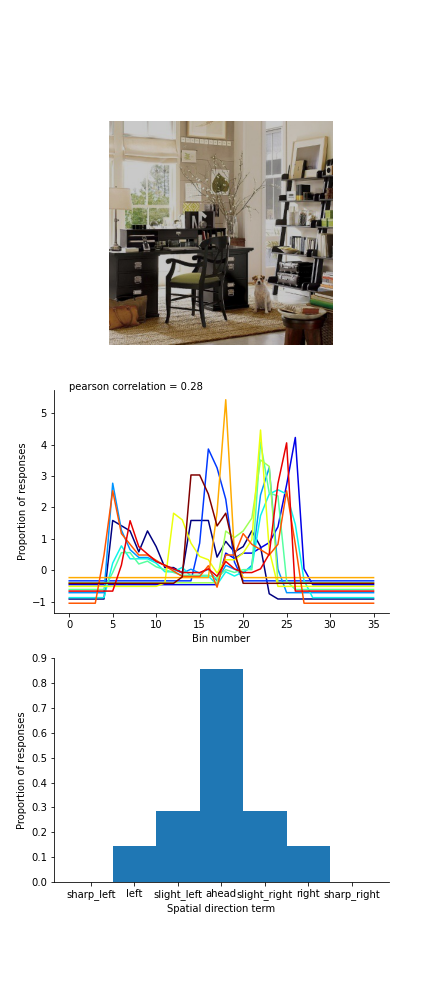 pearson correlation = 0.28
Proportion of responses
5
4
3
2
1
0
−1
0 5 10 15 20 25 30 35
Bin number
Proportion of responses
0.9
0.8
0.7
0.6
0.5
0.4
0.3
0.2
0.1
0.0
sharp_left left slight_left ahead slight_right right sharp_right
Spatial direction term